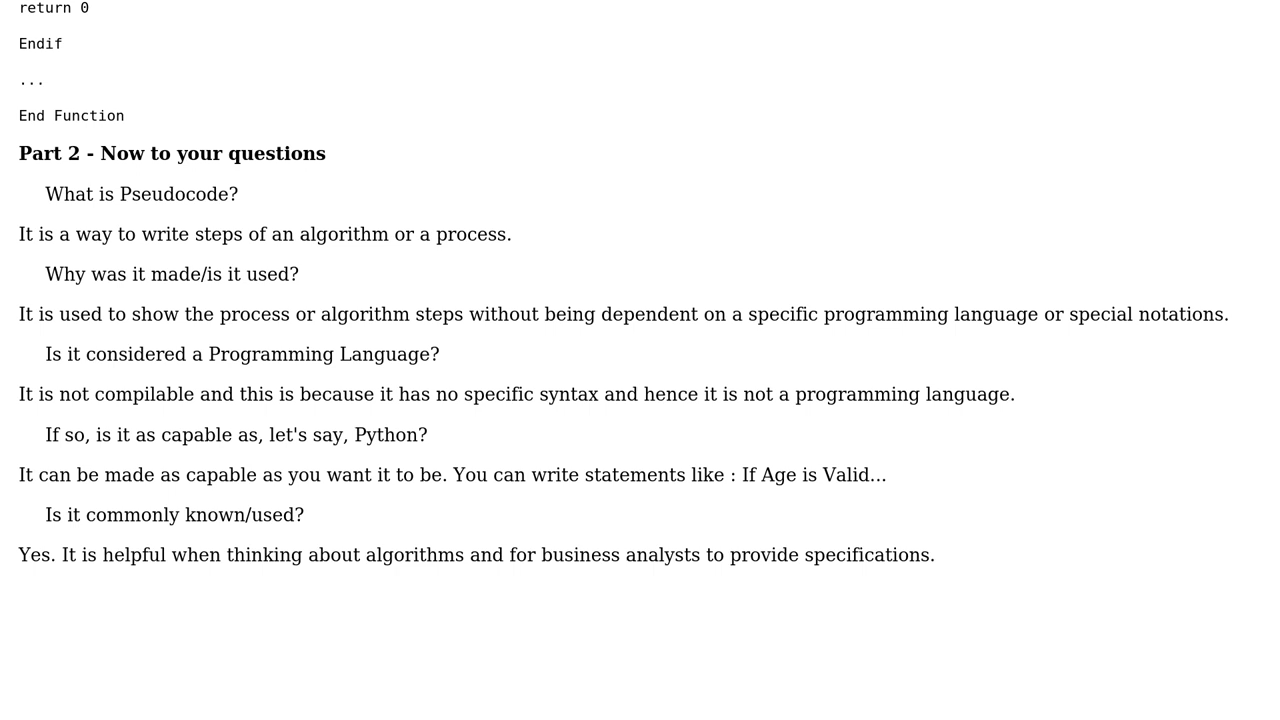 return 0
Endif
...
End Function
Part 2 - Now to your questions
What is Pseudocode?
It is a way to write steps of an algorithm or a process.
Why was it made/is it used?
It is used to show the process or algorithm steps without being dependent on a specific programming language or special notations.
Is it considered a Programming Language?
It is not compilable and this is because it has no specific syntax and hence it is not a programming language.
If so, is it as capable as, let's say, Python?
It can be made as capable as you want it to be. You can write statements like : If Age is Valid...
Is it commonly known/used?
Yes. It is helpful when thinking about algorithms and for business analysts to provide specifications.